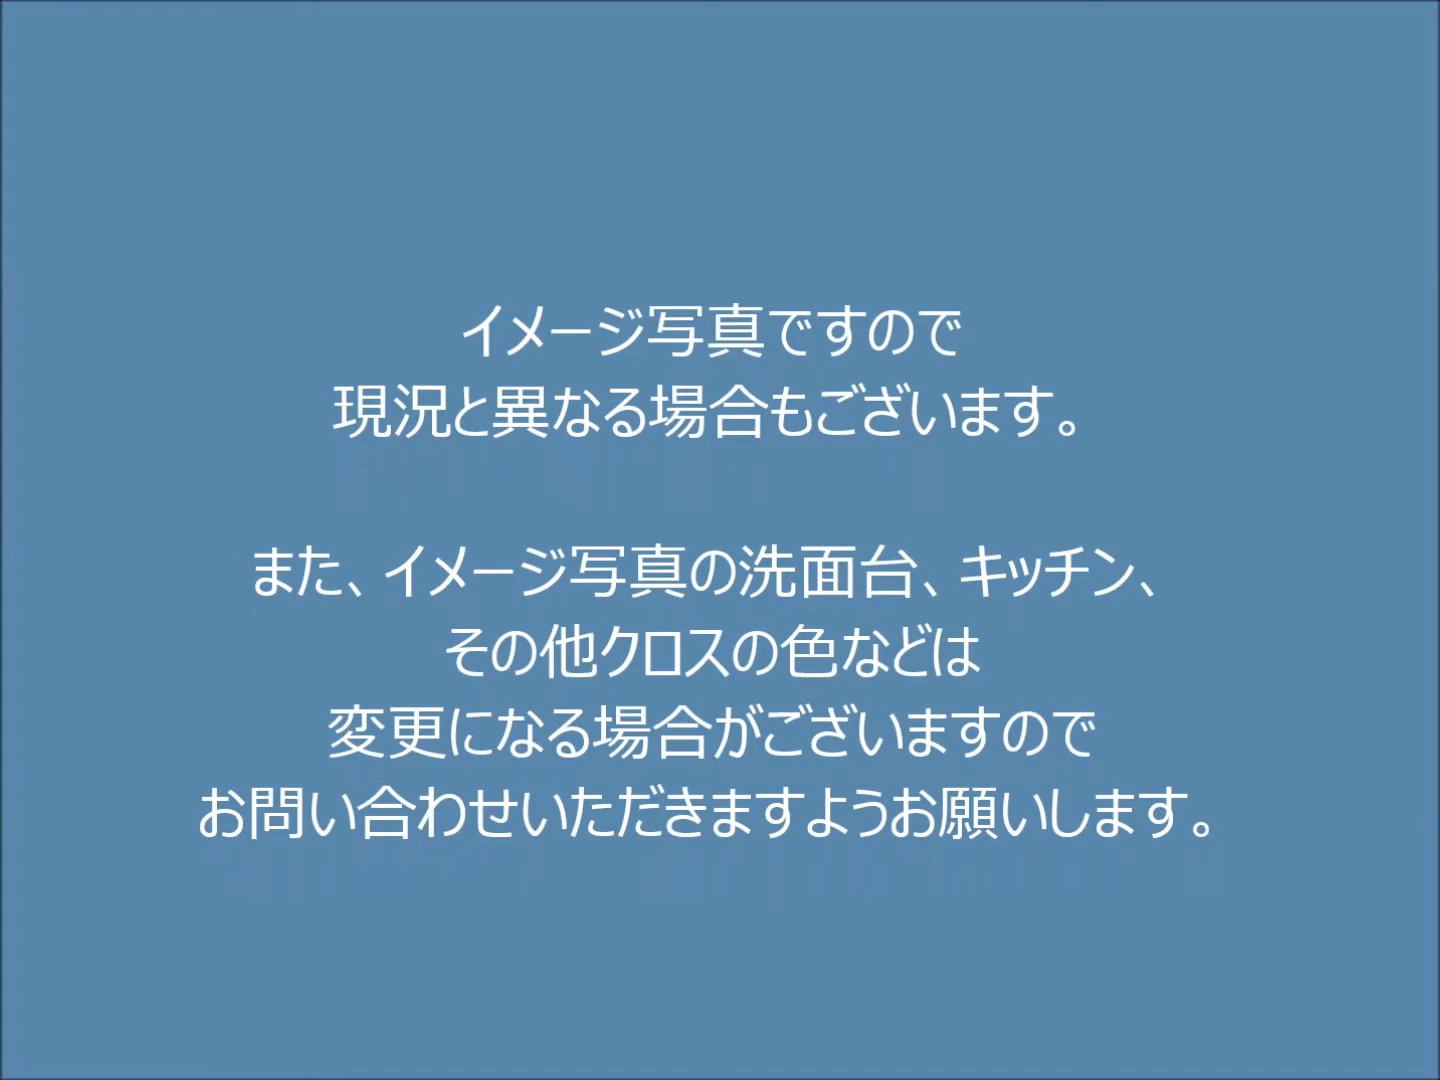 イメージ写真ですので
現況と異なる場合もございます。
また、イメージ写真の洗面台、キッチン、
その他クロスの色などは
変更になる場合がございますので
お問い合わせいただきますようお願いします。